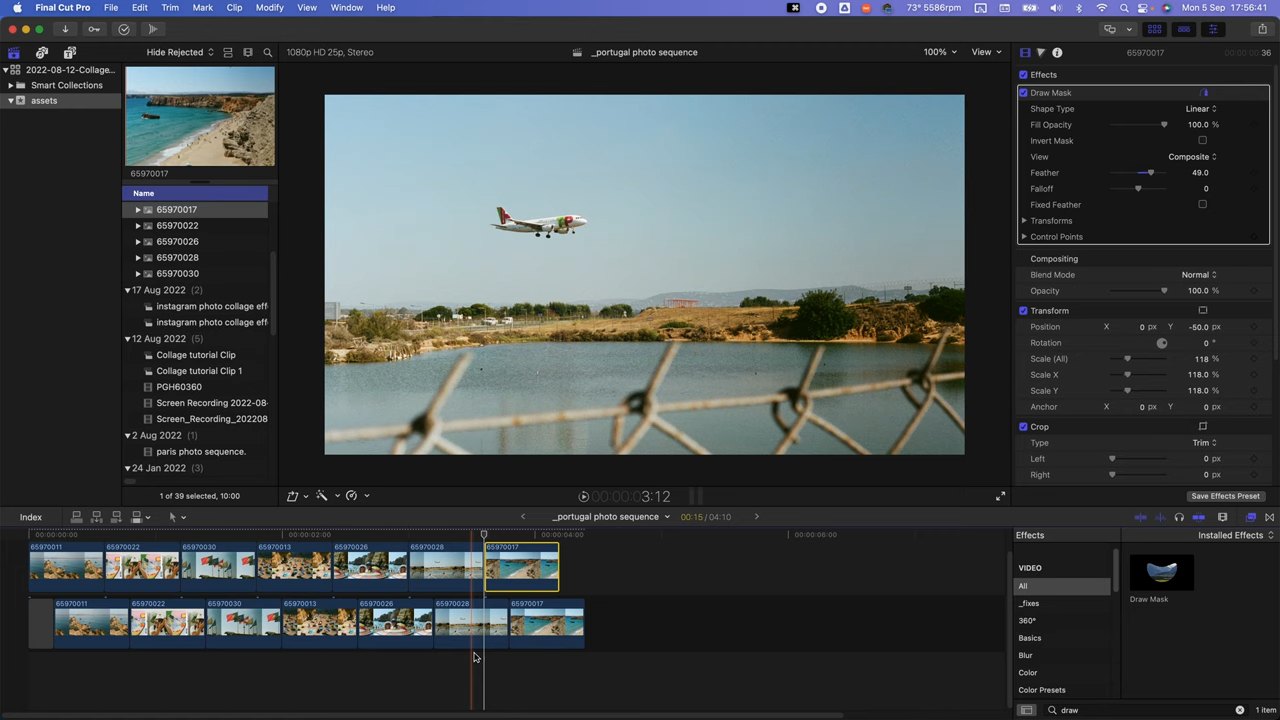 Final Cut Pro File Edit Trim Mark Clip Modify View Window Help 73° 5586rpm Mon 5 Sep 17:56:41
Hide Rejected 1080p HD 25p, Stereo _portugal photo sequence 100% View 65970017 36
2022-08-12-Collage...
Smart Collections
assets
65970017
Name
65970017
65970022
65970026
65970028
65970030
17 Aug 2022 (2)
instagram photo collage eff
instagram photo collage eff
12 Aug 2022 (5)
Collage tutorial Clip
Collage tutorial Clip 1
PGH60360
Screen Recording 2022-08-
Screen_Recording_202208
2 Aug 2022 (1)
paris photo sequence.
24 Jan 2022 (3)
1 of 39 selected, 10:00
00:00:00:03:12
Effects
Draw Mask
Shape Type Linear
Fill Opacity 100.0 %
Invert Mask
View Composite
Feather 49.0
Falloff 0
Fixed Feather
Transforms
Control Points
Compositing
Blend Mode Normal
Opacity 100.0 %
Transform
Position X 0 px Y -50.0 px
Rotation 0 °
Scale (All) 118 %
Scale X 118.0 %
Scale Y 118.0 %
Anchor X 0 px Y 0 px
Crop
Type Trim
Left 0 px
Right 0 px
Save Effects Preset
Index _portugal photo sequence 00:15 / 04:10
00:00:00:00 00:00:02:00 00:00:04:00 00:00:06:00
65970011 65970022 65970030 65970013 65970026 65970028 65970017
65970011 65970022 65970030 65970013 65970026 65970028 65970017
Effects Installed Effects
VIDEO
All
_fixes
360°
Basics
Blur
Color
Color Presets
Draw Mask
draw 1 item